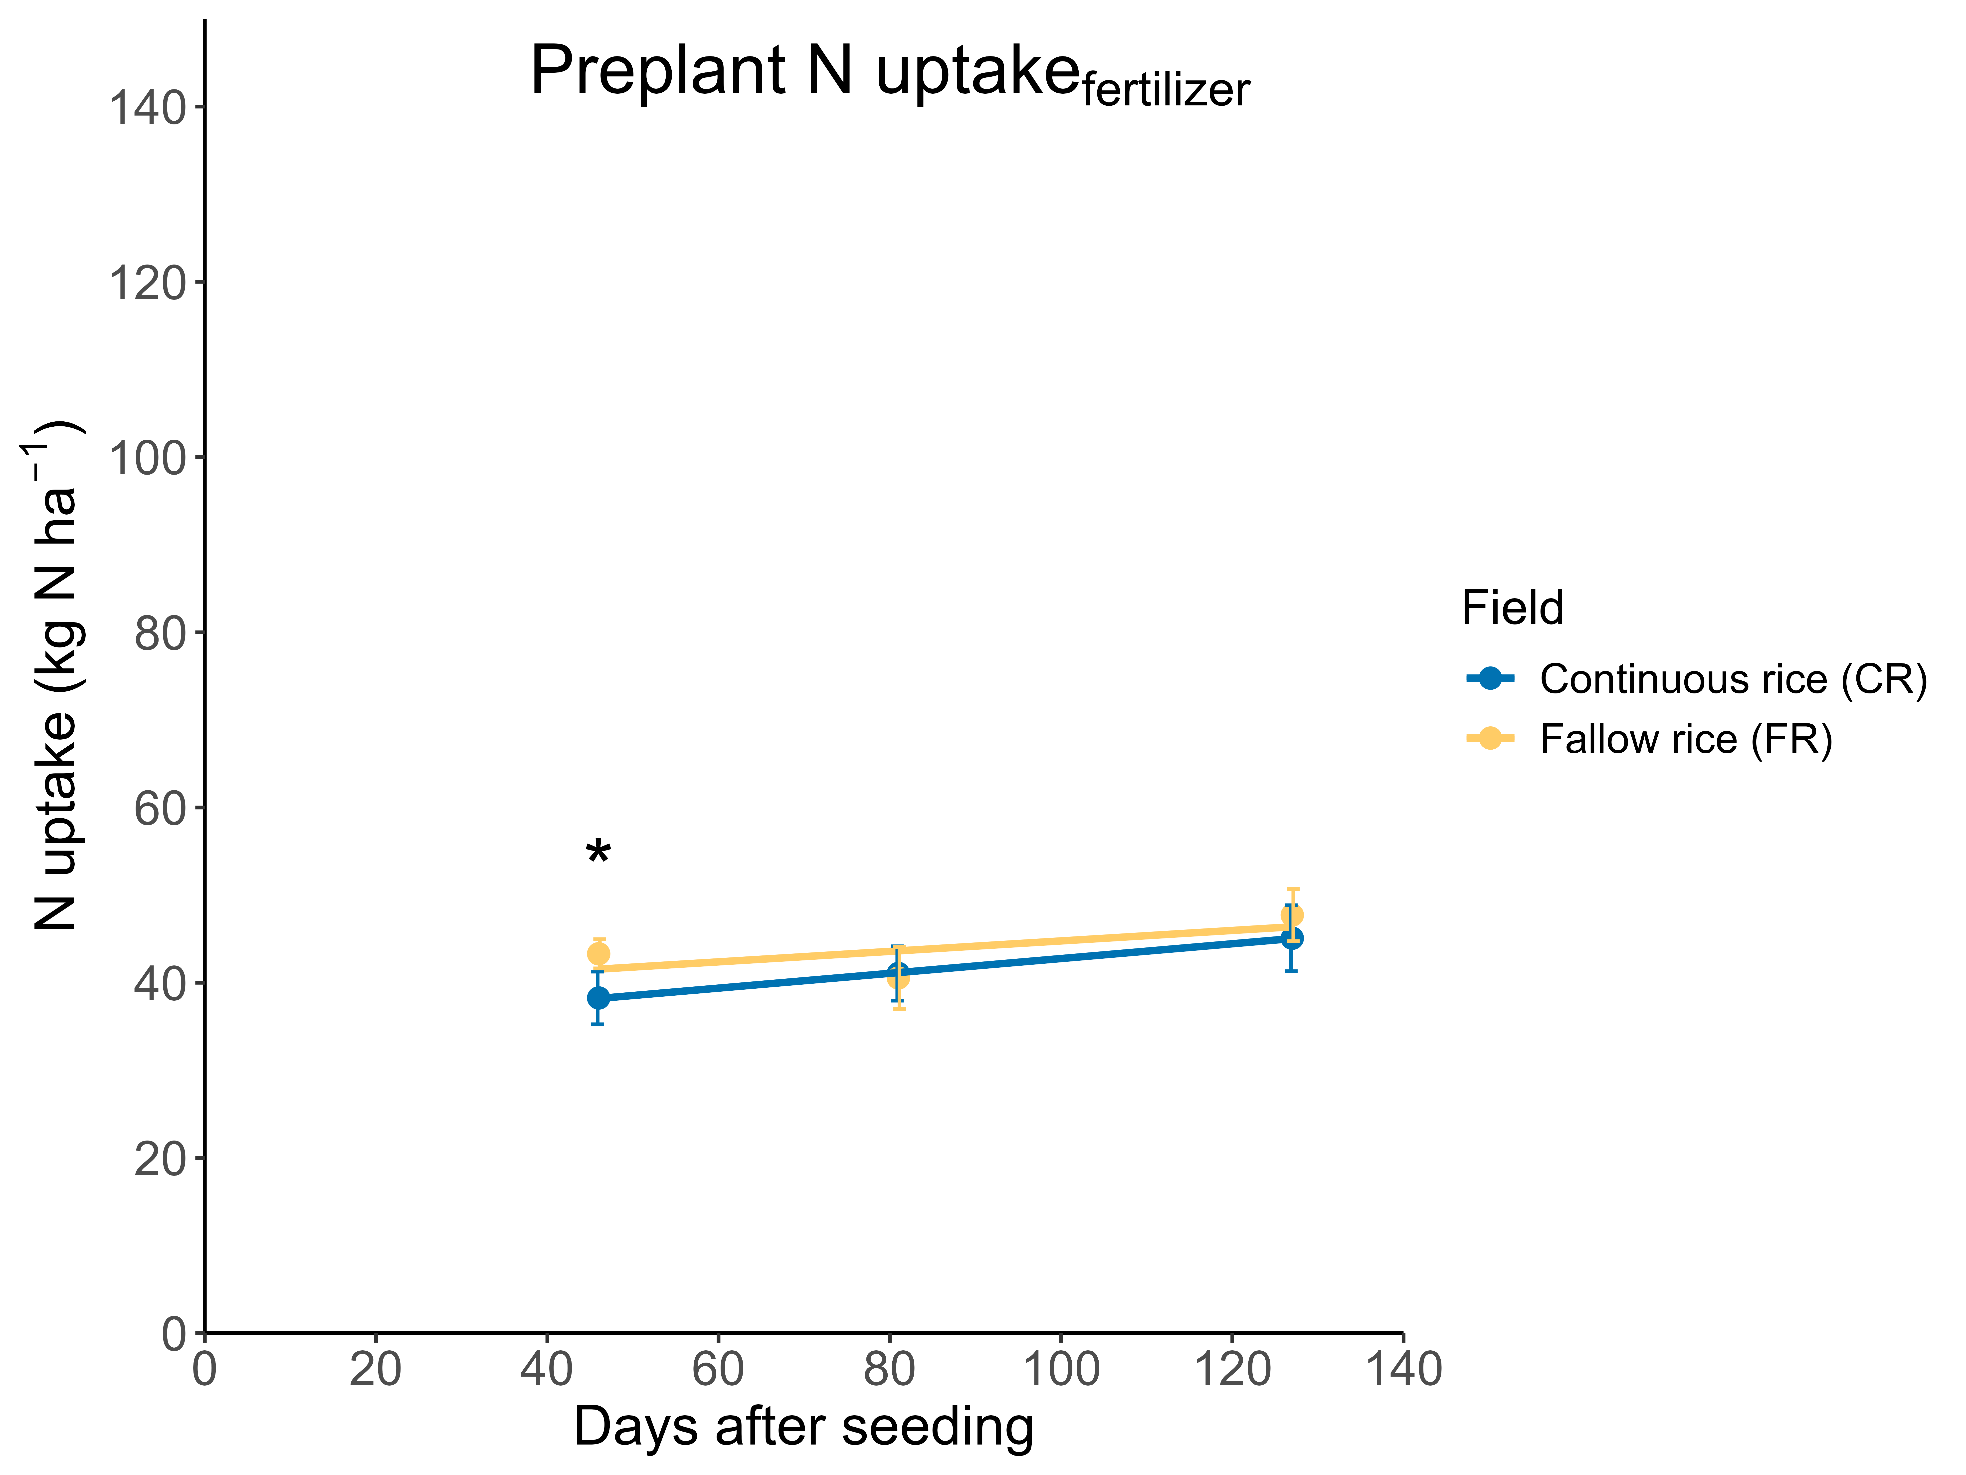 Preplant N uptakefertilizer
140
120
100
80
60
40
20
0
N uptake (kg N ha−1)
*
0 20 40 60 80 100 120 140
Days after seeding
Field
Continuous rice (CR)
Fallow rice (FR)